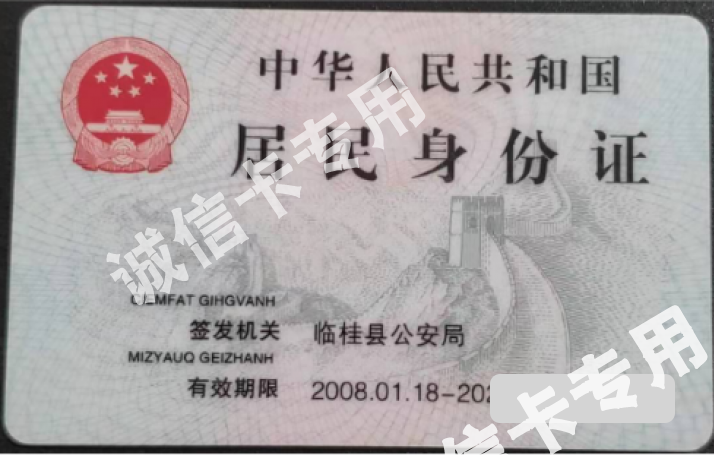 中华人民共和国
居民身份证
诚信卡专用
GIHGVANH
签发机关 临桂县公安局
MIZYAUQ GEIZHANH
有效期限 2008.01.18-202
信卡专用